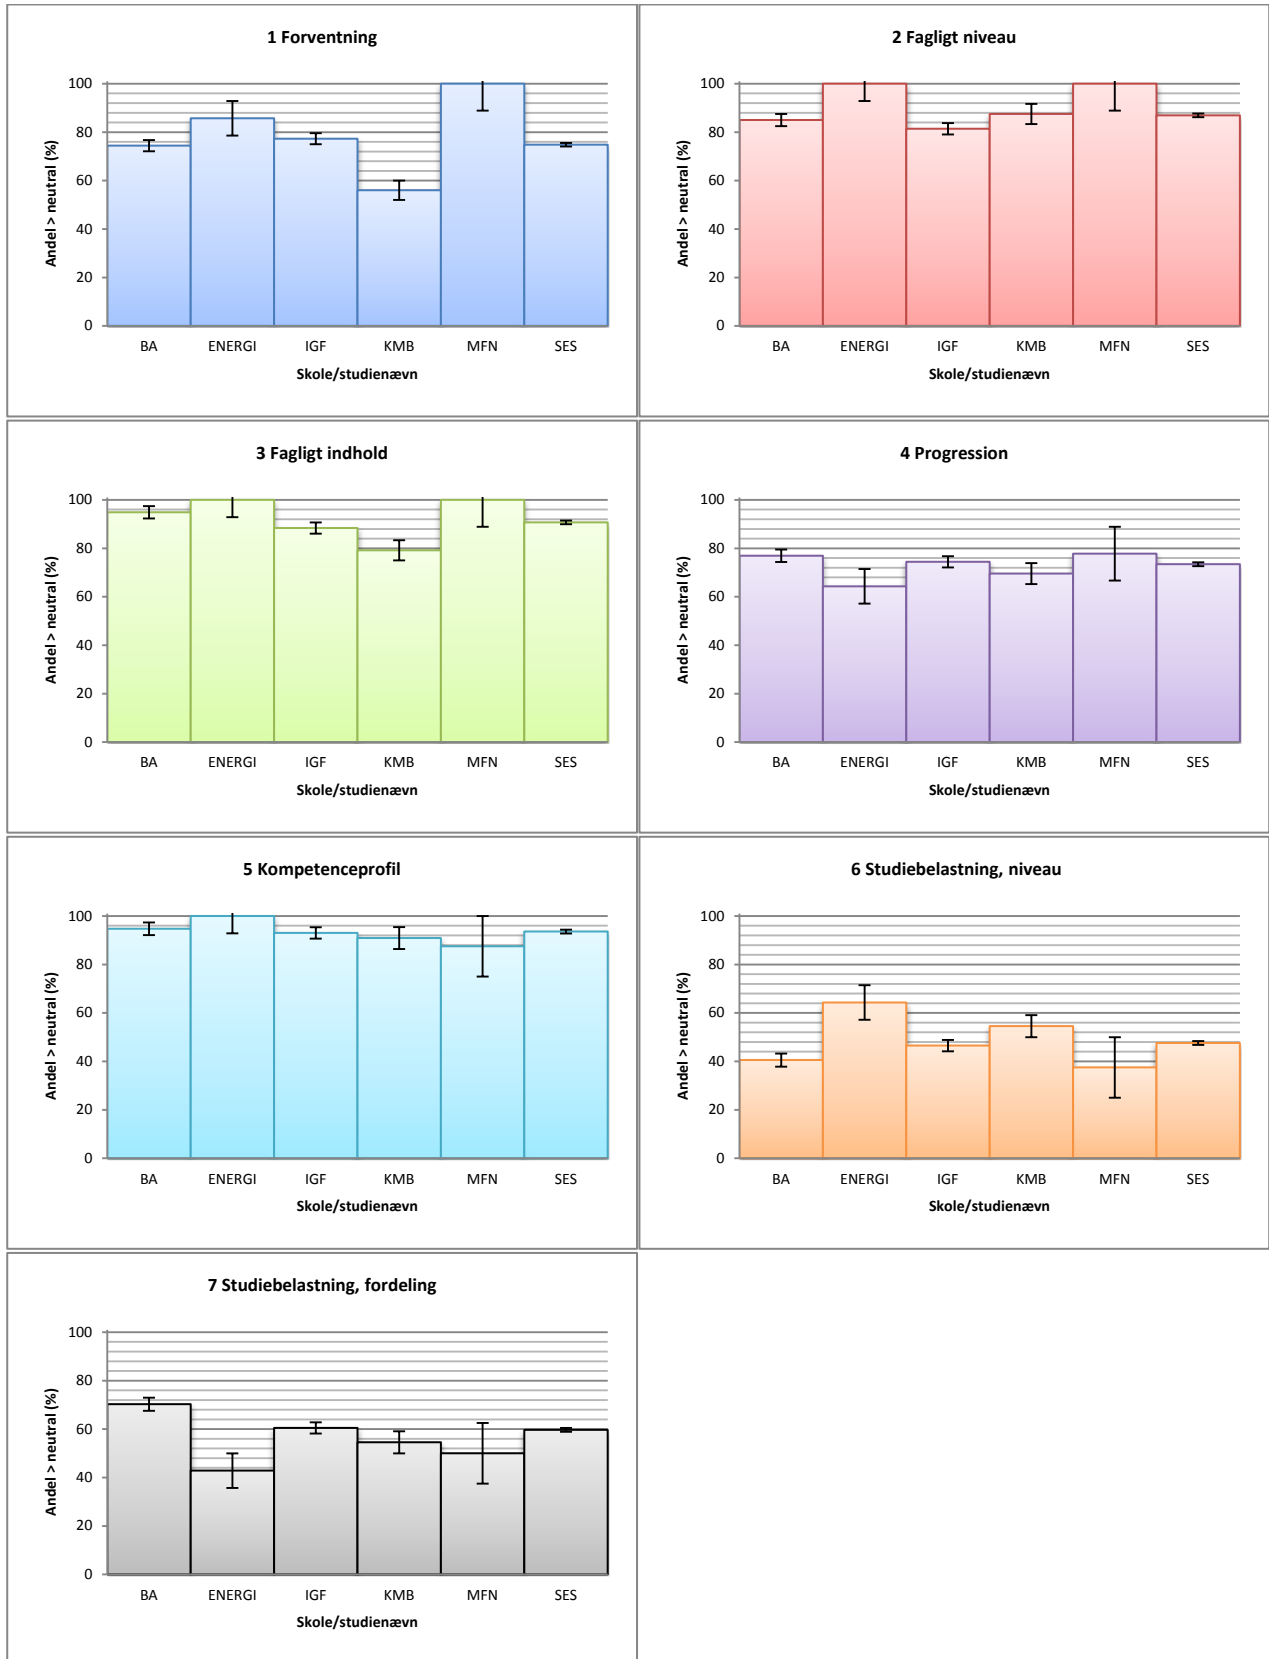 1 Forventning
Andel > neutral (%)
100
80
60
40
20
0
BA ENERGI IGF KMB MFN SES
Skole/studienævn
2 Fagligt niveau
Andel > neutral (%)
100
80
60
40
20
0
BA ENERGI IGF KMB MFN SES
Skole/studienævn
3 Fagligt indhold
Andel > neutral (%)
100
80
60
40
20
0
BA ENERGI IGF KMB MFN SES
Skole/studienævn
4 Progression
Andel > neutral (%)
100
80
60
40
20
0
BA ENERGI IGF KMB MFN SES
Skole/studienævn
5 Kompetenceprofil
Andel > neutral (%)
100
80
60
40
20
0
BA ENERGI IGF KMB MFN SES
Skole/studienævn
6 Studiebelastning, niveau
Andel > neutral (%)
100
80
60
40
20
0
BA ENERGI IGF KMB MFN SES
Skole/studienævn
7 Studiebelastning, fordeling
Andel > neutral (%)
100
80
60
40
20
0
BA ENERGI IGF KMB MFN SES
Skole/studienævn